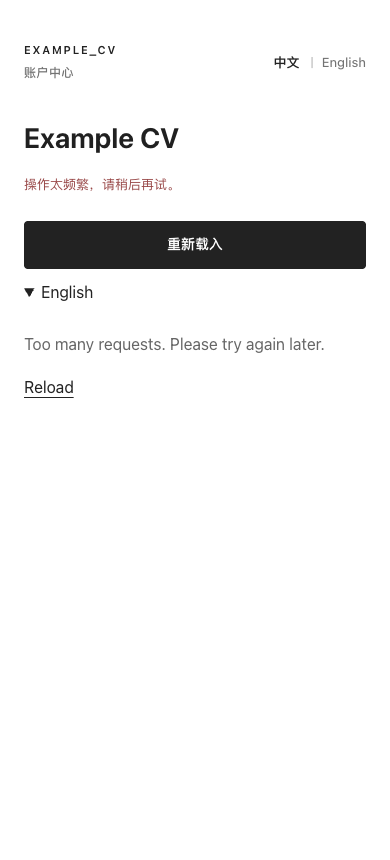 EXAMPLE_CV
账户中心
中文 | English
Example CV
操作太频繁，请稍后再试。
重新载入
▼ English
Too many requests. Please try again later.
Reload